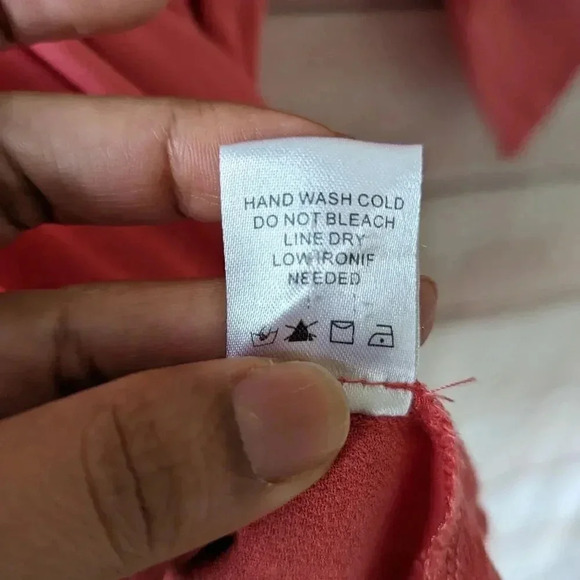 HAND WASH COLD
DO NOT BLEACH
LINE DRY
LOW IRONIF
NEEDED